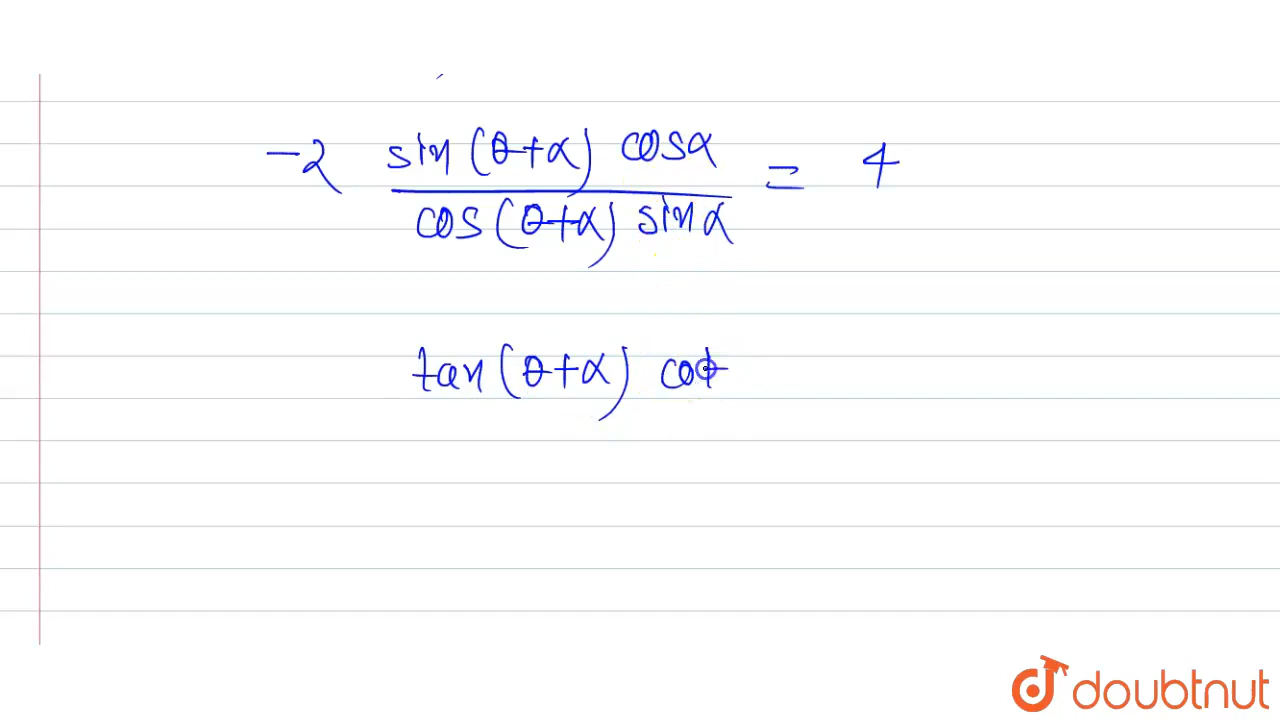 -2 sin(θ+α) cosα / cos(θ+α) sinα = 4
tan(θ+α) cot
doubtnut